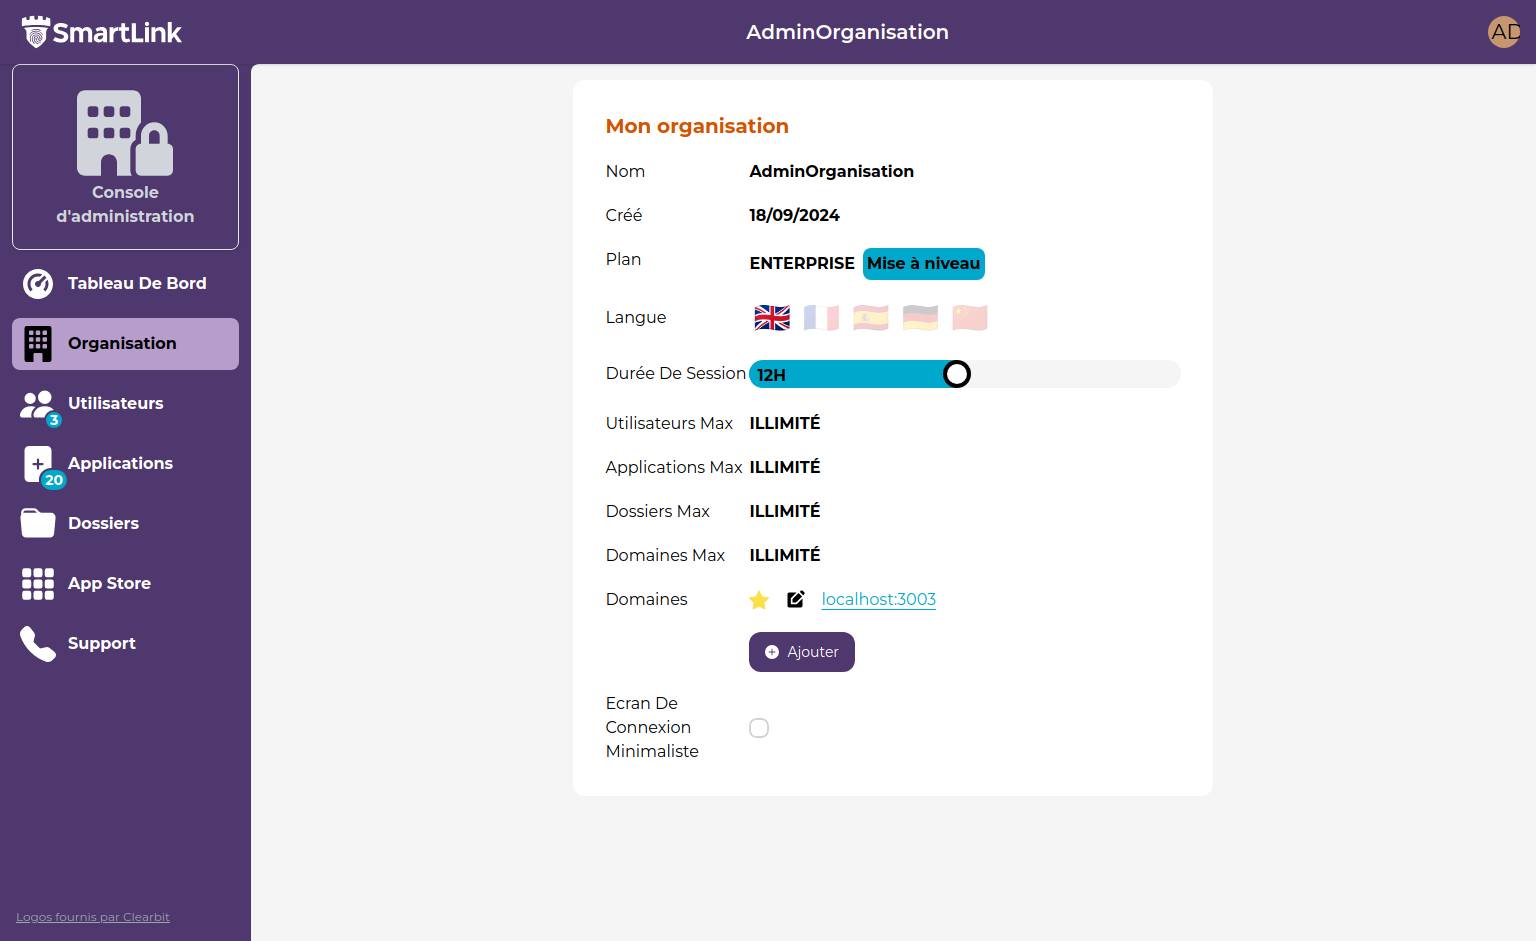 SmartLink
AdminOrganisation
AD
Console
d'administration
Tableau De Bord
Organisation
Utilisateurs
3
Applications
20
Dossiers
App Store
Support
Logos fournis par Clearbit
Mon organisation
Nom AdminOrganisation
Créé 18/09/2024
Plan ENTERPRISE Mise à niveau
Langue
Durée De Session 12H
Utilisateurs Max ILLIMITÉ
Applications Max ILLIMITÉ
Dossiers Max ILLIMITÉ
Domaines Max ILLIMITÉ
Domaines localhost:3003
Ajouter
Ecran De
Connexion
Minimaliste